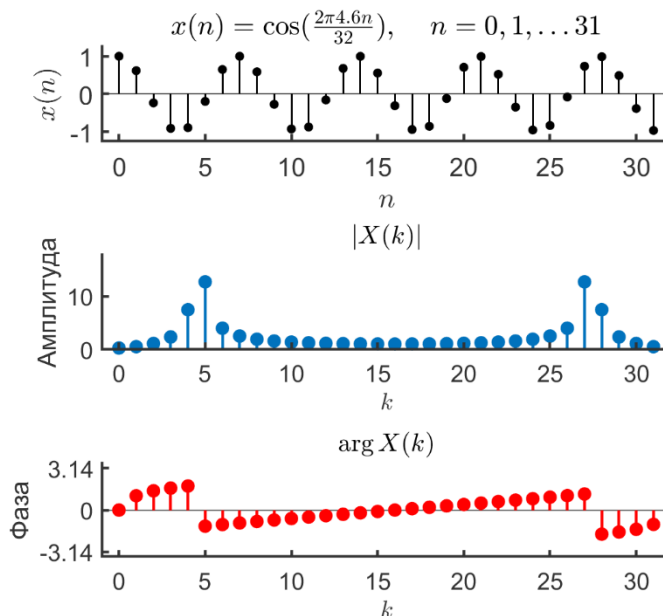 x(n) = cos(2π4.6n/32), n = 0, 1, ... 31
x(n)
1
0
-1
0 5 10 15 20 25 30
n
|X(k)|
Амплитуда
10
0
0 5 10 15 20 25 30
k
arg X(k)
Фаза
3.14
0
-3.14
0 5 10 15 20 25 30
k